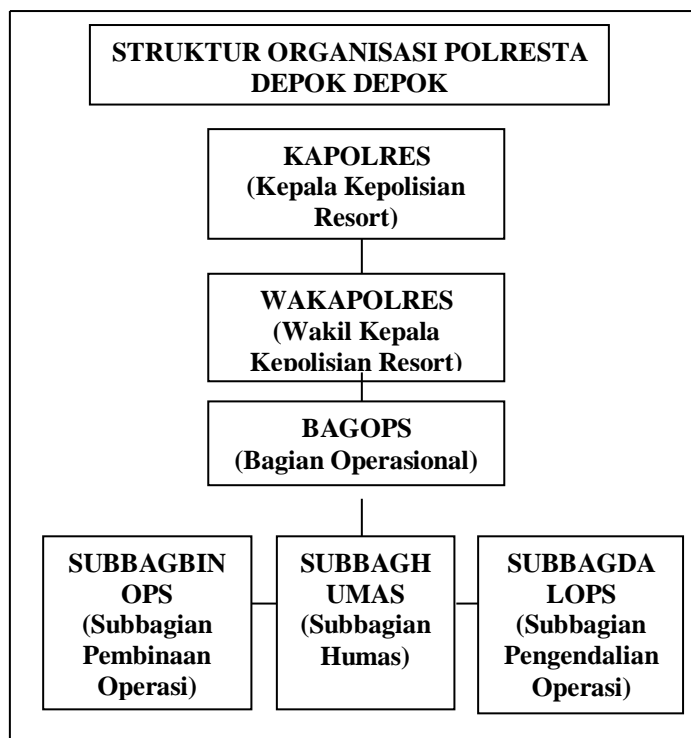 STRUKTUR ORGANISASI POLRESTA
DEPOK DEPOK
KAPOLRES
(Kepala Kepolisian
Resort)
WAKAPOLRES
(Wakil Kepala
Kepolisian Resort)
BAGOPS
(Bagian Operasional)
SUBBAGBIN
OPS
(Subbagian
Pembinaan
Operasi)
SUBBAGH
UMAS
(Subbagian
Humas)
SUBBAGDA
LOPS
(Subbagian
Pengendalian
Operasi)